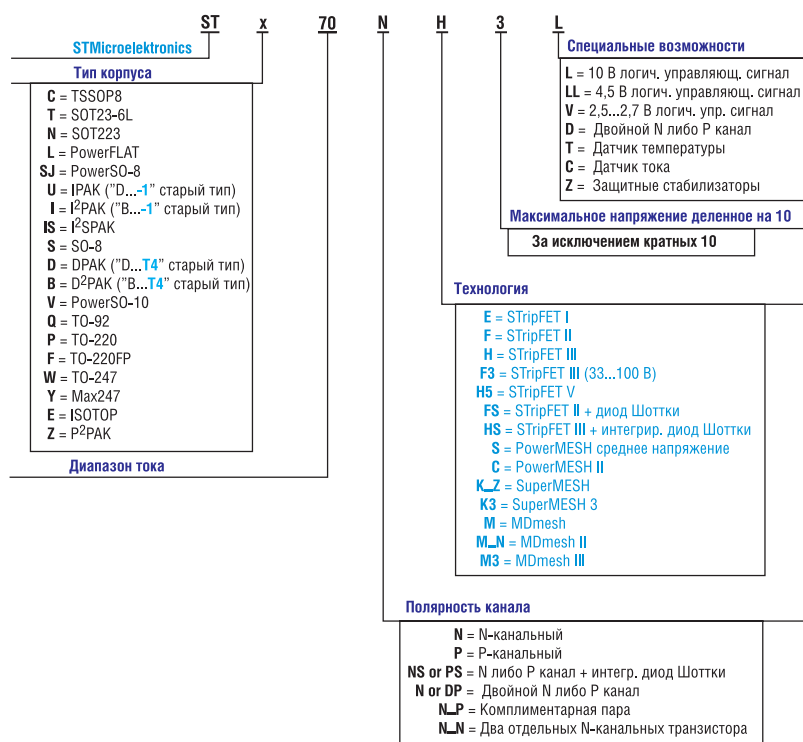 ST x 70 N H 3 L
STMicroelektronics
Тип корпуса
C = TSSOP8
T = SOT23-6L
N = SOT223
L = PowerFLAT
SJ = PowerSO-8
U = IPAK ("D...-1" старый тип)
I = I²PAK ("B...-1" старый тип)
IS = I²SPAK
S = SO-8
D = DPAK ("D...T4" старый тип)
B = D²PAK ("B...T4" старый тип)
V = PowerSO-10
Q = TO-92
P = TO-220
F = TO-220FP
W = TO-247
Y = Max247
E = ISOTOP
Z = P²PAK
Диапазон тока
Специальные возможности
L = 10 В логич. управляющ. сигнал
LL = 4,5 В логич. управляющ. сигнал
V = 2,5...2,7 В логич. упр. сигнал
D = Двойной N либо P канал
T = Датчик температуры
C = Датчик тока
Z = Защитные стабилизаторы
Максимальное напряжение деленное на 10
За исключением кратных 10
Технология
E = STripFET I
F = STripFET II
H = STripFET III
F3 = STripFET III (33...100 В)
H5 = STripFET V
FS = STripFET II + диод Шоттки
HS = STripFET III + интегрир. диод Шоттки
S = PowerMESH среднее напряжение
C = PowerMESH II
K_Z = SuperMESH
K3 = SuperMESH 3
M = MDmesh
M_N = MDmesh II
M3 = MDmesh III
Полярность канала
N = N-канальный
P = P-канальный
NS or PS = N либо P канал + интегр. диод Шоттки
N or DP = Двойной N либо P канал
N_P = Комплиментарная пара
N_N = Два отдельных N-канальных транзистора